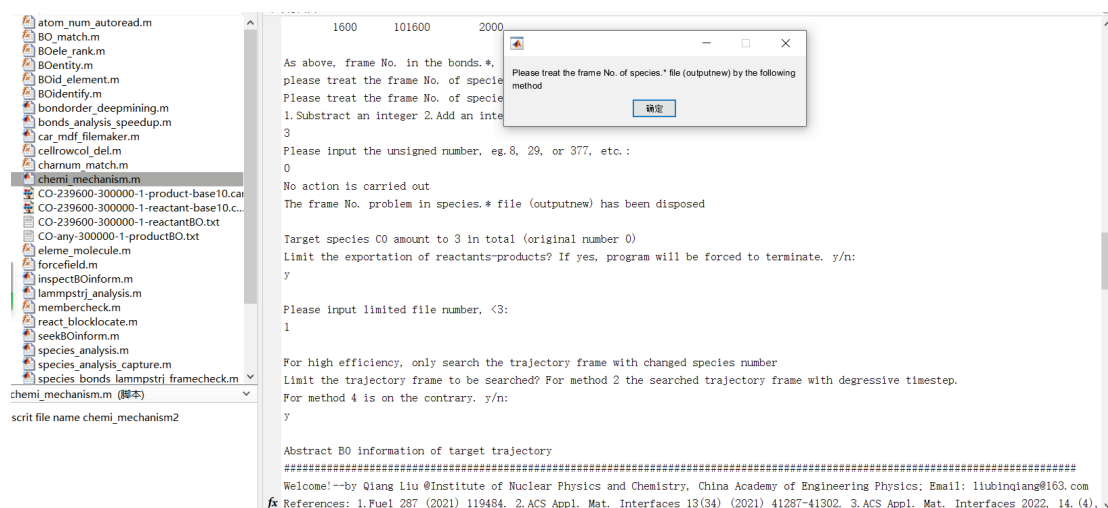 atom_num_autoread.m
BO_match.m
BOele_rank.m
BOentity.m
BOid_element.m
BOidentify.m
bondorder_deepmining.m
bonds_analysis_speedup.m
car_mdf_filemaker.m
cellrowcol_del.m
charnum_match.m
chemi_mechanism.m
CO-239600-300000-1-product-base10.car
CO-239600-300000-1-reactant-base10.c...
CO-239600-300000-1-reactantBO.txt
CO-any-300000-1-productBO.txt
eleme_molecule.m
forcefield.m
inspectBOinform.m
lammpstrj_analysis.m
membercheck.m
react_blocklocate.m
seekBOinform.m
species_analysis.m
species_analysis_capture.m
species_bonds_lammpstrj_framecheck.m
chemi_mechanism.m (脚本)
scrit file name chemi_mechanism2
1600 101600 2000
As above, frame No. in the bonds.*,
please treat the frame No. of specie
Please treat the frame No. of specie
1.Substract an integer 2.Add an inte
3
Please input the unsigned number, eg.8, 29, or 377, etc.:
0
No action is carried out
The frame No. problem in species.* file (outputnew) has been disposed
Target species CO amount to 3 in total (original number 0)
Limit the exportation of reactants-products? If yes, program will be forced to terminate. y/n:
y
Please input limited file number, <3:
1
For high efficiency, only search the trajectory frame with changed species number
Limit the trajectory frame to be searched? For method 2 the searched trajectory frame with degressive timestep.
For method 4 is on the contrary. y/n:
y
Abstract BO information of target trajectory
Welcome!--by Qiang Liu @Institute of Nuclear Physics and Chemistry, China Academy of Engineering Physics; Email: liubinqiang@163.com
fx References: 1.Fuel 287 (2021) 119484. 2.ACS Appl. Mat. Interfaces 13(34) (2021) 41287-41302. 3.ACS Appl. Mat. Interfaces 2022, 14.(4),
Please treat the frame No. of species.* file (outputnew) by the following
method
确定